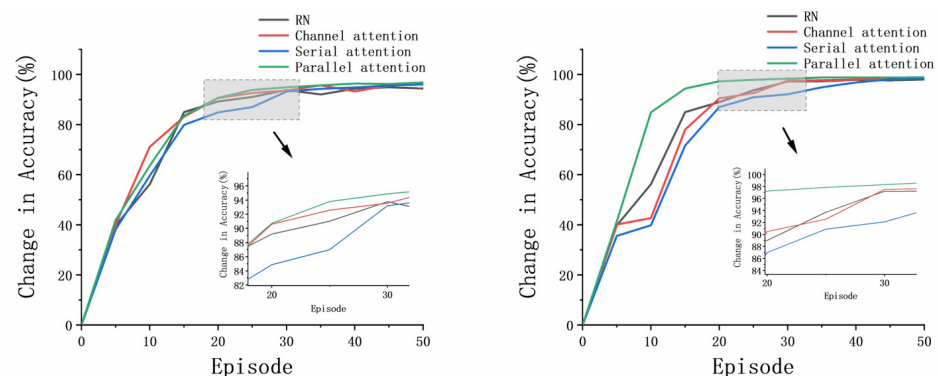 RN
Channel attention
Serial attention
Parallel attention
Change in Accuracy(%)
100
80
60
40
20
0
0 10 20 30 40 50
Episode
Change in Accuracy(%)
96
94
92
90
88
86
84
82
20 30
Episode
RN
Channel attention
Serial attention
Parallel attention
Change in Accuracy(%)
100
80
60
40
20
0
0 10 20 30 40 50
Episode
Change in Accuracy(%)
100
98
96
94
92
90
88
86
84
20 30
Episode